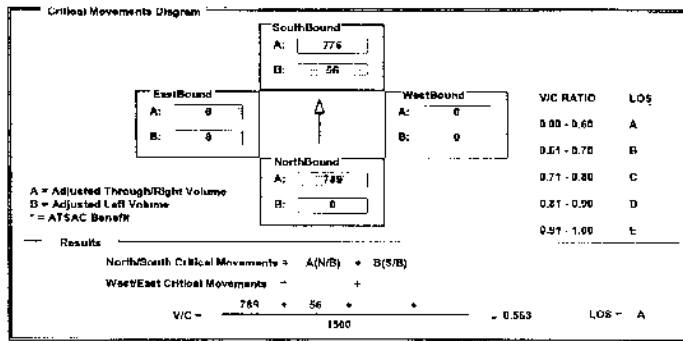 Critical Movements Diagram
SouthBound
A: 776
B: 56
EastBound
A: 0
B: 0
WestBound
A: 0
B: 0
V/C RATIO LOS
0.00 - 0.60 A
0.61 - 0.70 B
0.71 - 0.80 C
0.81 - 0.90 D
0.91 - 1.00 E
NorthBound
A: 789
B: 0
A = Adjusted Through/Right Volume
B = Adjusted Left Volume
* = ATSAC Benefit
Results
North/South Critical Movements = A(N/B) + B(S/B)
West/East Critical Movements = +
V/C = 789 + 56 + + = 0.563 LOS = A
1500